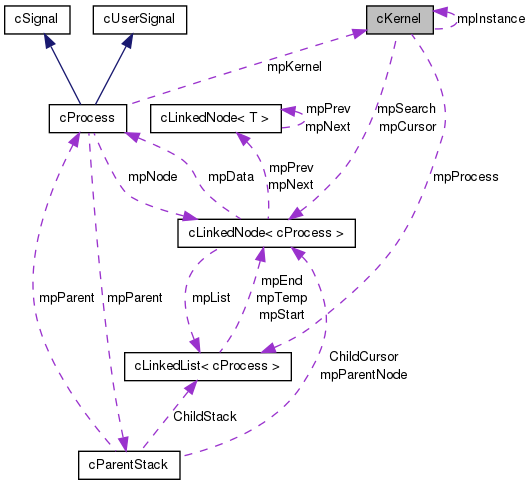 cSignal
cUserSignal
cKernel
mpInstance
mpKernel
cProcess
cLinkedNode< T >
mpPrev
mpNext
mpSearch
mpCursor
mpNode
mpData
mpPrev
mpNext
mpProcess
cLinkedNode< cProcess >
mpParent
mpParent
mpList
mpEnd
mpTemp
mpStart
cLinkedList< cProcess >
ChildCursor
mpParentNode
ChildStack
cParentStack